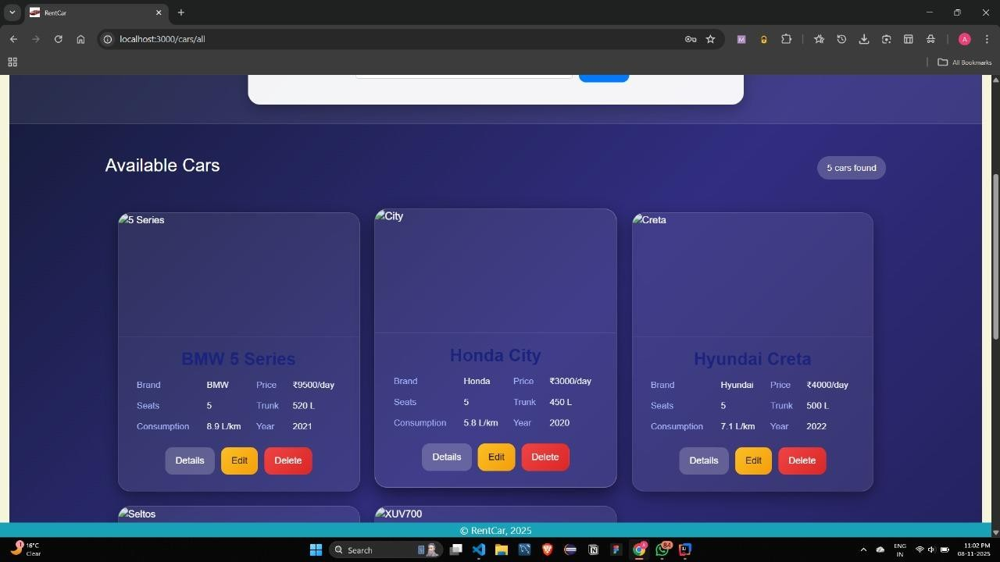 RentCar
localhost:3000/cars/all
All Bookmarks
Available Cars
5 cars found
5 Series
City
Creta
BMW 5 Series
Brand BMW Price ₹9500/day
Seats 5 Trunk 520 L
Consumption 8.9 L/km Year 2021
Details Edit Delete
Honda City
Brand Honda Price ₹3000/day
Seats 5 Trunk 450 L
Consumption 5.8 L/km Year 2020
Details Edit Delete
Hyundai Creta
Brand Hyundai Price ₹4000/day
Seats 5 Trunk 500 L
Consumption 7.1 L/km Year 2022
Details Edit Delete
Seltos
XUV700
© RentCar, 2025
1
16°C
Clear
Search
84
ENG
IN
11:02 PM
08-11-2025